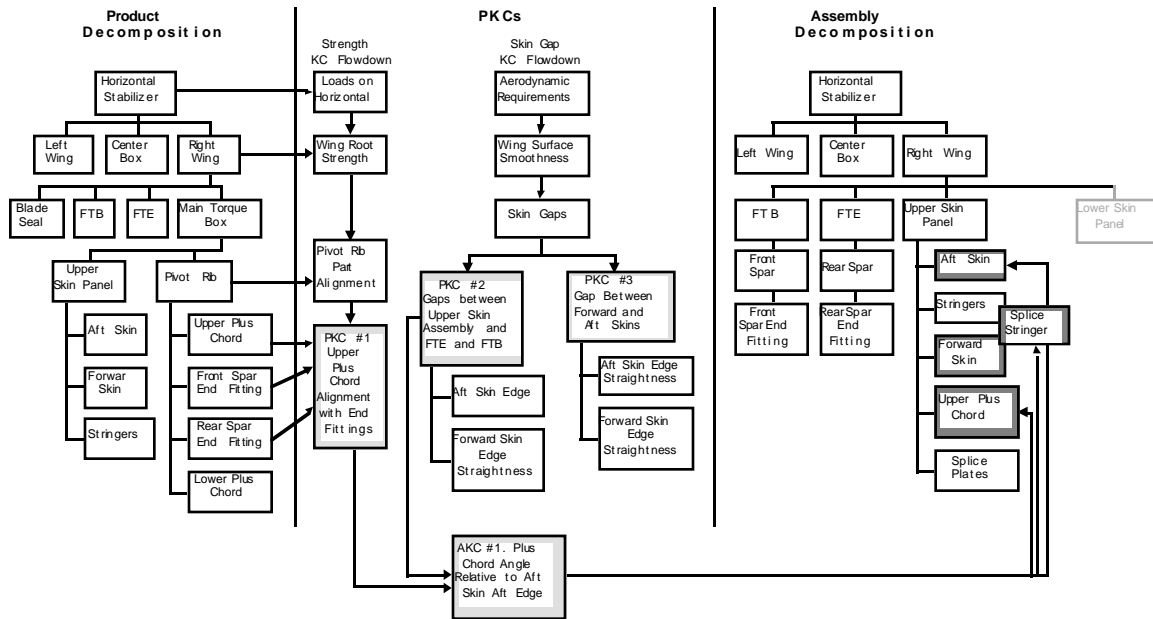 Product
Decomposition
Horizontal
Stabilizer
Left
Wing
Center
Box
Right
Wing
Blade
Seal
FTB
FTE
Main Torque
Box
Upper
Skin Panel
Pivot Rib
Aft Skin
Forwar
Skin
Stringers
Upper Plus
Chord
Front Spar
End Fitting
Rear Spar
End Fitting
Lower Plus
Chord
PKCs
Strength
KC Flowdown
Loads on
Horizontal
Wing Root
Strength
Pivot Rib
Part
Alignment
PKC #1
Upper
Plus
Chord
Alignment
with End
Fittings
Skin Gap
KC Flowdown
Aerodynamic
Requirements
Wing Surface
Smoothness
Skin Gaps
PKC #2
Gaps between
Upper Skin
Assembly and
FTE and FTB
Aft Skin Edge
Forward Skin
Edge
Straightness
PKC #3
Gap Between
Forward and
Aft Skins
Aft Skin Edge
Straightness
Forward Skin
Edge
Straightness
AKC #1. Plus
Chord Angle
Relative to Aft
Skin Aft Edge
Assembly
Decomposition
Horizontal
Stabilizer
Left Wing
Center
Box
Right Wing
FTB
FTE
Upper Skin
Panel
Lower Skin
Panel
Front
Spar
Rear Spar
Front
Spar End
Fitting
Rear Spar
End
Fitting
Aft Skin
Stringers
Splice
Stringer
Forward
Skin
Upper Plus
Chord
Splice
Plates